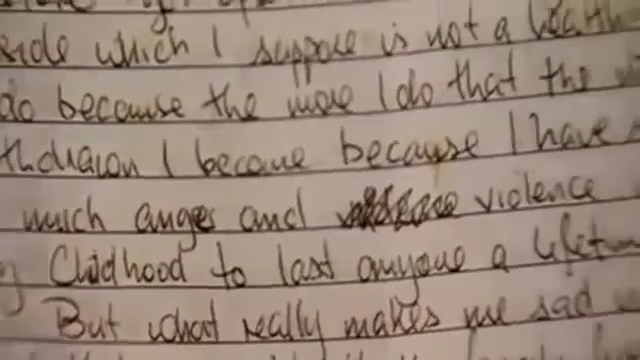 side which I suppose is not a
do because the more I do that the
thdrawn I become because I have
much anger and violence
Childhood to last anyone a
But what really makes me sad